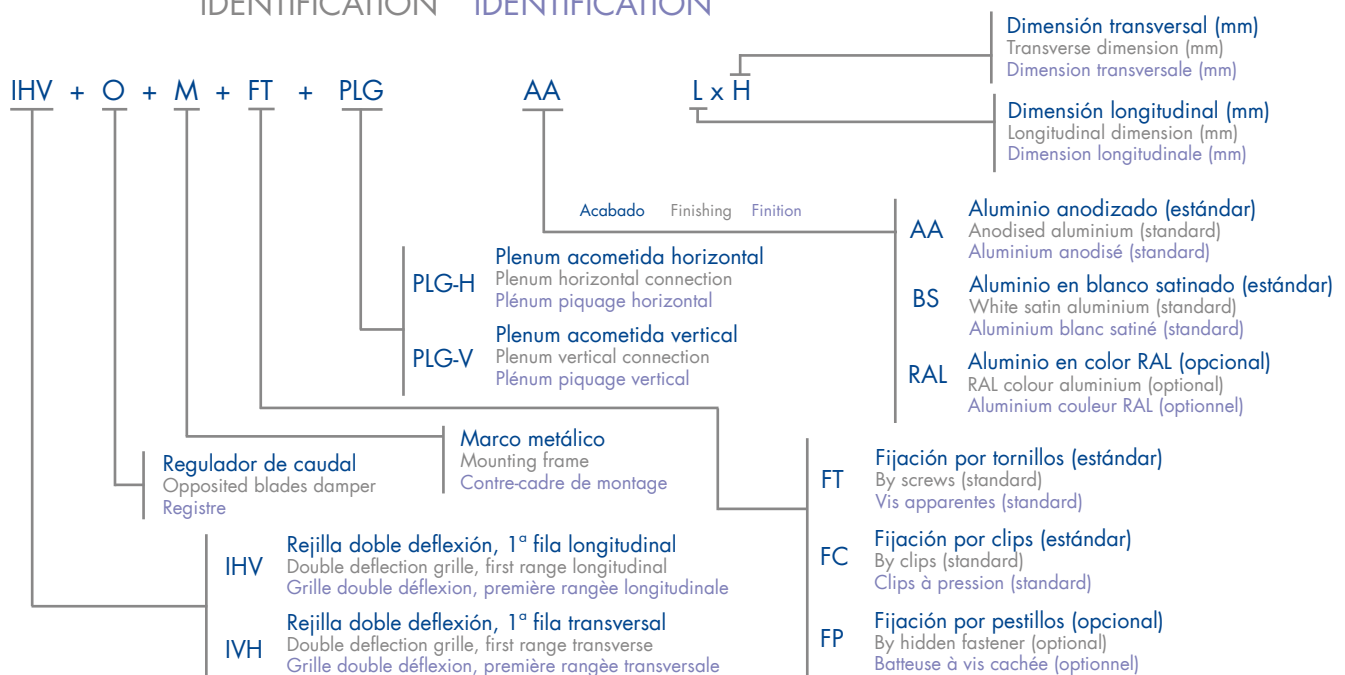 IDENTIFICATION IDENTIFICATION
Dimensión transversal (mm)
Transverse dimension (mm)
Dimension transversale (mm)
IHV + O + M + FT + PLG AA L x H
Dimensión longitudinal (mm)
Longitudinal dimension (mm)
Dimension longitudinale (mm)
Acabado Finishing Finition
AA
Aluminio anodizado (estándar)
Anodised aluminium (standard)
Aluminium anodisé (standard)
BS
Aluminio en blanco satinado (estándar)
White satin aluminium (standard)
Aluminium blanc satiné (standard)
RAL
Aluminio en color RAL (opcional)
RAL colour aluminium (optional)
Aluminium couleur RAL (optionnel)
PLG-H
Plenum acometida horizontal
Plenum horizontal connection
Plénum piquage horizontal
PLG-V
Plenum acometida vertical
Plenum vertical connection
Plénum piquage vertical
Marco metálico
Mounting frame
Contre-cadre de montage
Regulador de caudal
Opposited blades damper
Registre
FT
Fijación por tornillos (estándar)
By screws (standard)
Vis apparentes (standard)
FC
Fijación por clips (estándar)
By clips (standard)
Clips à pression (standard)
FP
Fijación por pestillos (opcional)
By hidden fastener (optional)
Batteuse à vis cachée (optionnel)
IHV
Rejilla doble deflexión, 1ª fila longitudinal
Double deflection grille, first range longitudinal
Grille double déflexion, première rangèe longitudinale
IVH
Rejilla doble deflexión, 1ª fila transversal
Double deflection grille, first range transverse
Grille double déflexion, première rangèe transversale